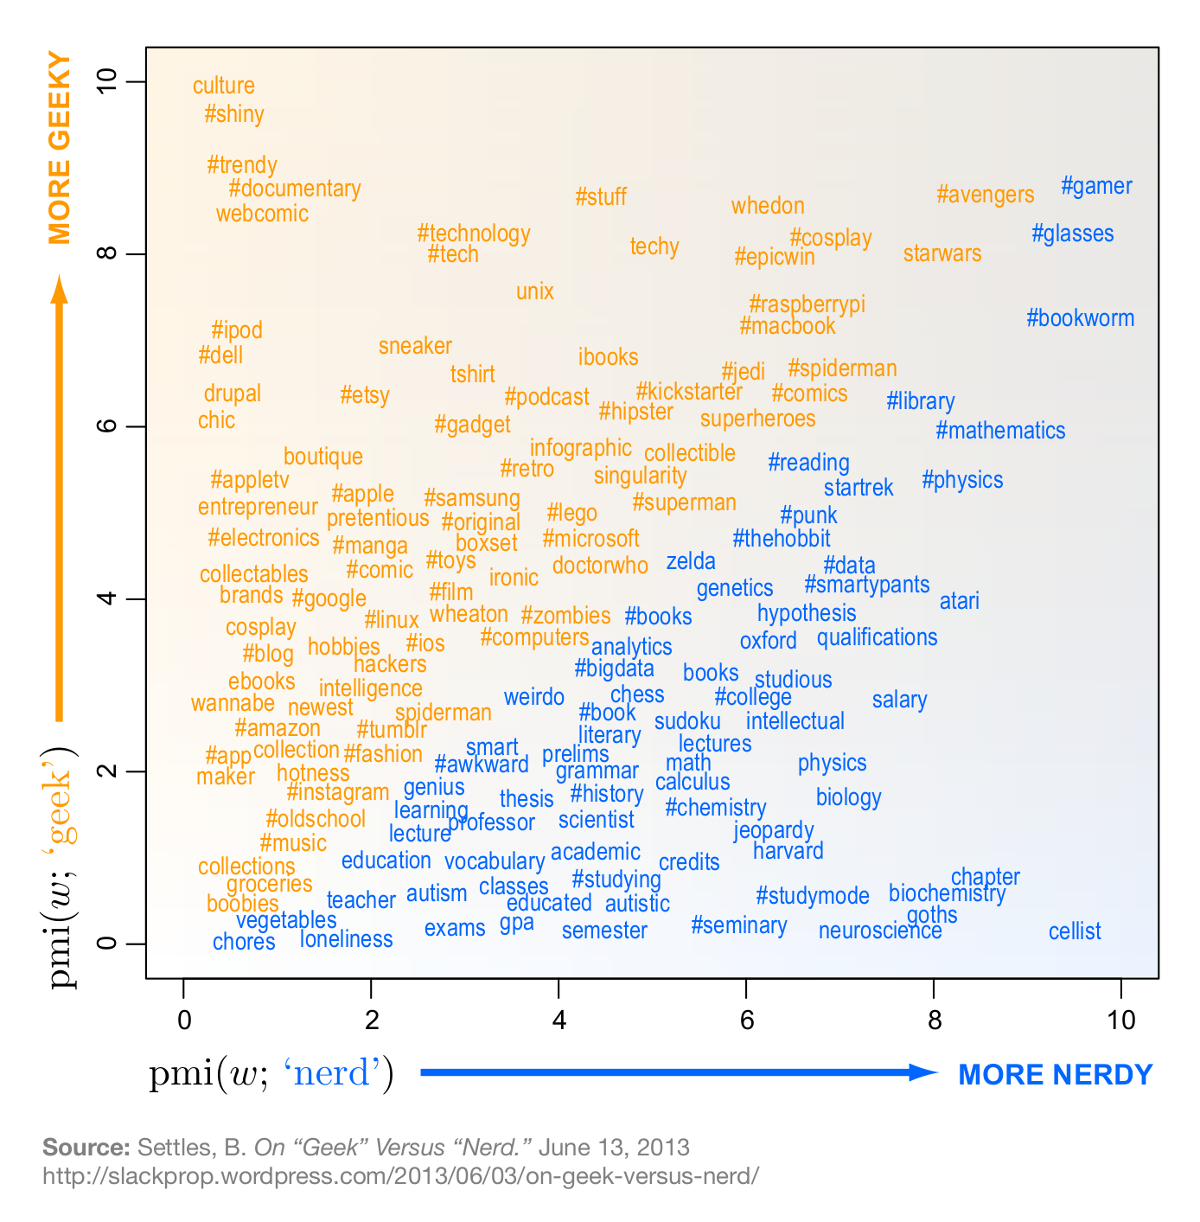 MORE GEEKY
pmi(w; ‘geek’)
10
8
6
4
2
0
culture
#shiny
#trendy
#documentary
webcomic
#stuff
whedon
#avengers
#gamer
#technology
#tech
techy
#cosplay
#epicwin
starwars
#glasses
unix
#raspberrypi
#macbook
#bookworm
#ipod
#dell
sneaker
ibooks
tshirt
#jedi
#spiderman
drupal
#etsy
#podcast
#kickstarter
#comics
#library
chic
#gadget
#hipster
superheroes
#mathematics
boutique
infographic
collectible
#reading
#retro
singularity
#appletv
#apple
#samsung
startrek
#physics
entrepreneur
pretentious
#original
#lego
#superman
#punk
#electronics
#manga
boxset
#microsoft
#thehobbit
collectables
#comic
#toys
ironic
doctorwho
zelda
#data
brands
#google
#film
genetics
#smartypants
atari
cosplay
#linux
wheaton
#zombies
#books
hypothesis
#blog
hobbies
#ios
#computers
analytics
oxford
qualifications
hackers
#bigdata
books
studious
ebooks
intelligence
weirdo
chess
#college
salary
wannabe
newest
spiderman
#book
sudoku
intellectual
#amazon
#tumblr
literary
lectures
#app
collection
#fashion
smart
prelims
math
physics
maker
hotness
#awkward
grammar
calculus
#instagram
genius
thesis
#history
#chemistry
biology
#oldschool
learning
professor
scientist
jeopardy
#music
lecture
harvard
collections
education
vocabulary
academic
credits
groceries
classes
#studying
chapter
boobies
teacher
autism
educated
autistic
#studymode
biochemistry
vegetables
exams
gpa
goths
chores
loneliness
semester
#seminary
neuroscience
cellist
0
2
4
6
8
10
pmi(w; ‘nerd’)
MORE NERDY
Source: Settles, B. On “Geek” Versus “Nerd.” June 13, 2013
http://slackprop.wordpress.com/2013/06/03/on-geek-versus-nerd/